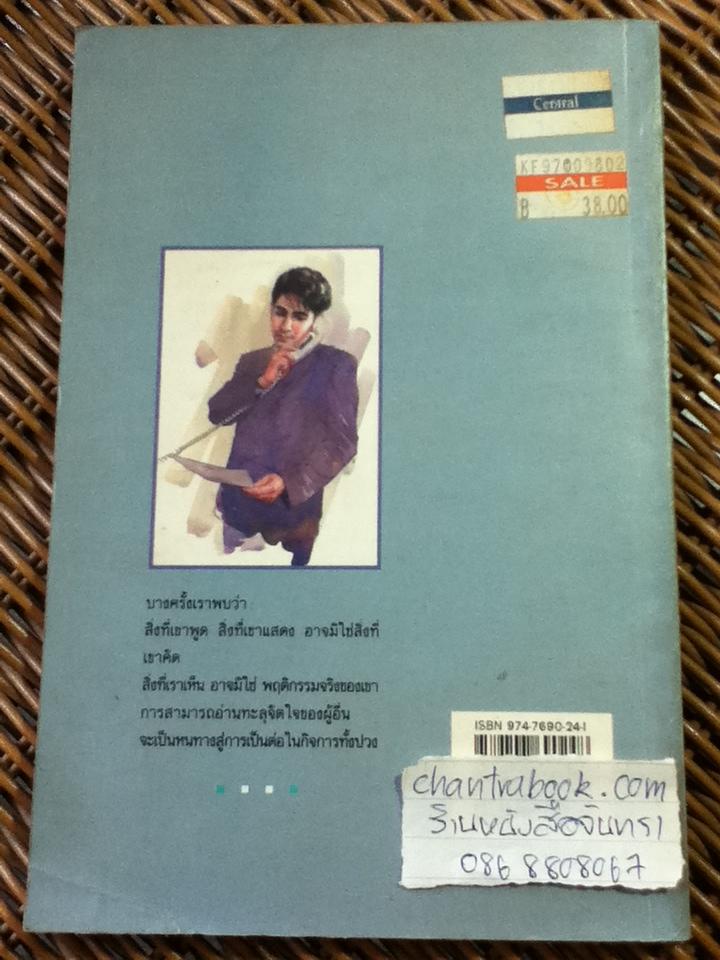 Central
KF97009802
SALE
B 38.00
บางครั้งเราพบว่า
สิ่งที่เขาพูด สิ่งที่เขาแสดง อาจมิใช่สิ่งที่
เขาคิด
สิ่งที่เราเห็น อาจมิใช่ พฤติกรรมจริงของเขา
การสามารถอ่านทะลุจิตใจของผู้อื่น
จะเป็นหนทางสู่การเป็นต่อในกิจการทั้งปวง
ISBN 974-7690-24-1
chantrabook.com
ร้านหนังสือจันทรา
086 8808067